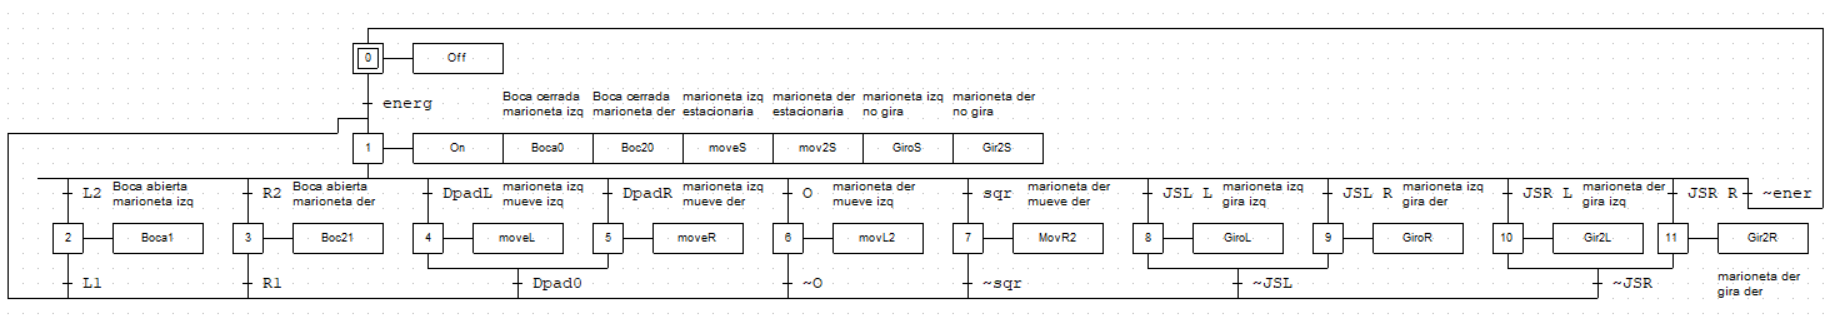 0 Off
energ
Boca cerrada Boca cerrada marioneta izq marioneta der marioneta izq marioneta der
marioneta izq marioneta der estacionaria estacionaria no gira no gira
1 On Boca0 Boc20 moveS mov2S GiroS Gir2S
L2 Boca abierta
marioneta izq
R2 Boca abierta
marioneta der
DpadL marioneta izq
mueve izq
DpadR marioneta izq
mueve der
O marioneta der
mueve izq
sqr marioneta der
mueve der
JSL L marioneta izq
gira izq
JSL R marioneta izq
gira der
JSR L marioneta der
gira izq
JSR R
~ener
2 Boca1 3 Boc21 4 moveL 5 moveR 6 movL2 7 MovR2 8 GiroL 9 GiroR 10 Gir2L 11 Gir2R
L1 R1 Dpad0 ~O ~sqr ~JSL ~JSR
marioneta der
gira der